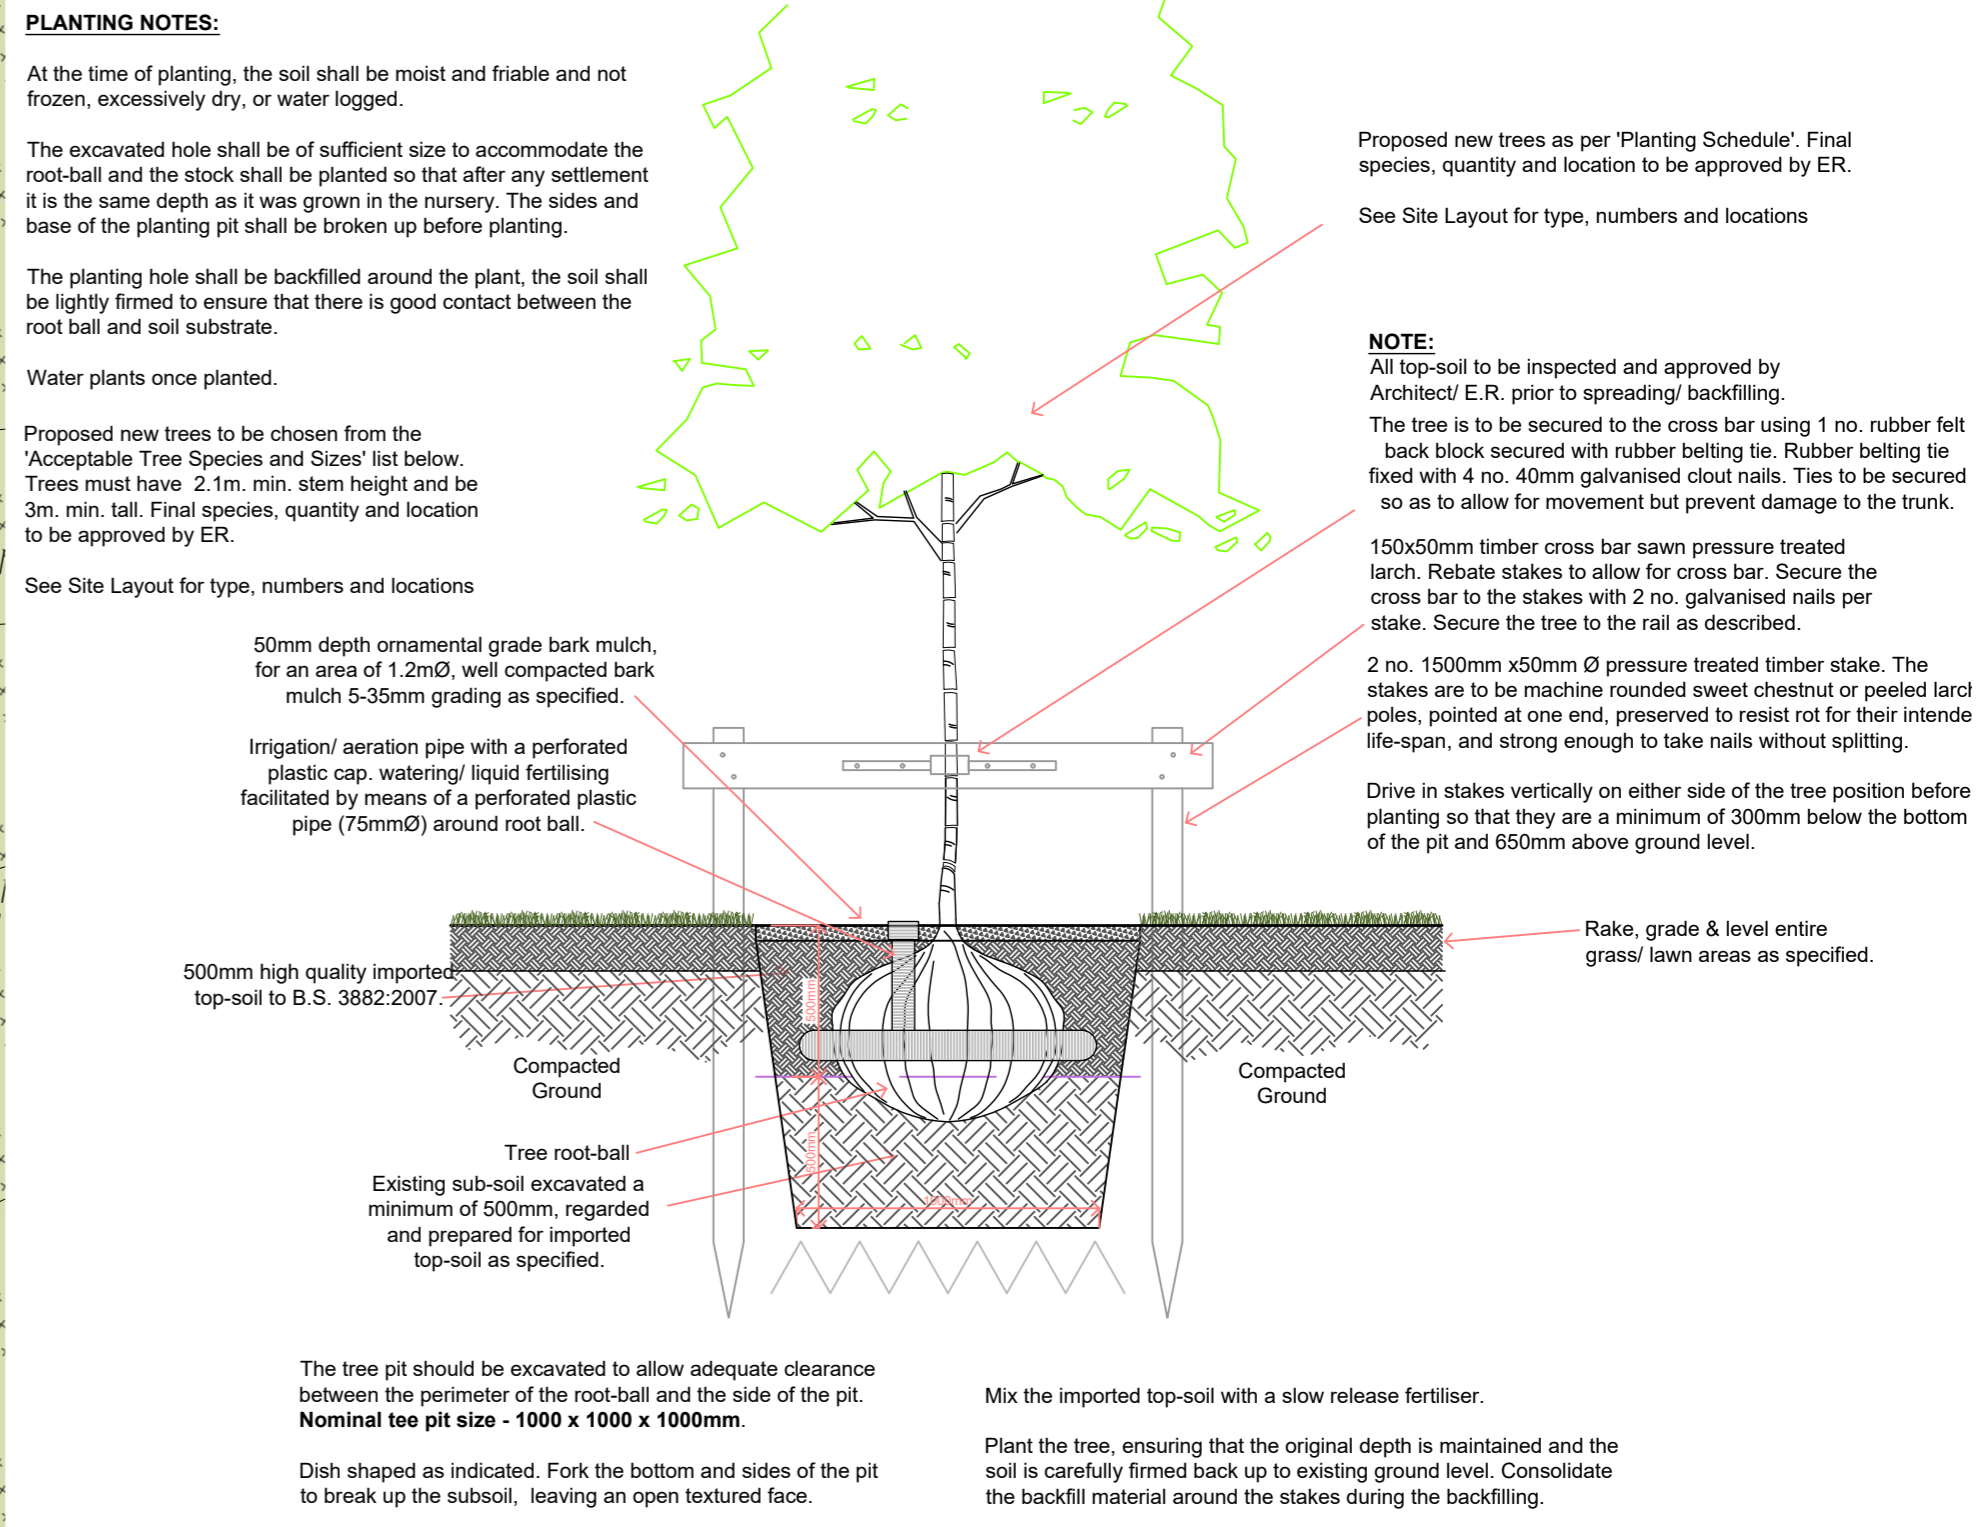 PLANTING NOTES:
At the time of planting, the soil shall be moist and friable and not
frozen, excessively dry, or water logged.
The excavated hole shall be of sufficient size to accommodate the
root-ball and the stock shall be planted so that after any settlement
it is the same depth as it was grown in the nursery. The sides and
base of the planting pit shall be broken up before planting.
The planting hole shall be backfilled around the plant, the soil shall
be lightly firmed to ensure that there is good contact between the
root ball and soil substrate.
Water plants once planted.
Proposed new trees to be chosen from the
'Acceptable Tree Species and Sizes' list below.
Trees must have 2.1m. min. stem height and be
3m. min. tall. Final species, quantity and location
to be approved by ER.
See Site Layout for type, numbers and locations
50mm depth ornamental grade bark mulch,
for an area of 1.2mØ, well compacted bark
mulch 5-35mm grading as specified.
Irrigation/ aeration pipe with a perforated
plastic cap. watering/ liquid fertilising
facilitated by means of a perforated plastic
pipe (75mmØ) around root ball.
500mm high quality imported
top-soil to B.S. 3882:2007.
Compacted
Ground
Tree root-ball
Existing sub-soil excavated a
minimum of 500mm, regarded
and prepared for imported
top-soil as specified.
500mm
500mm
1000mm
Proposed new trees as per 'Planting Schedule'. Final
species, quantity and location to be approved by ER.
See Site Layout for type, numbers and locations
NOTE:
All top-soil to be inspected and approved by
Architect/ E.R. prior to spreading/ backfilling.
The tree is to be secured to the cross bar using 1 no. rubber felt
back block secured with rubber belting tie. Rubber belting tie
fixed with 4 no. 40mm galvanised clout nails. Ties to be secured
so as to allow for movement but prevent damage to the trunk.
150x50mm timber cross bar sawn pressure treated
larch. Rebate stakes to allow for cross bar. Secure the
cross bar to the stakes with 2 no. galvanised nails per
stake. Secure the tree to the rail as described.
2 no. 1500mm x50mm Ø pressure treated timber stake. The
stakes are to be machine rounded sweet chestnut or peeled larch
poles, pointed at one end, preserved to resist rot for their intende
life-span, and strong enough to take nails without splitting.
Drive in stakes vertically on either side of the tree position before
planting so that they are a minimum of 300mm below the bottom
of the pit and 650mm above ground level.
Rake, grade & level entire
grass/ lawn areas as specified.
Compacted
Ground
The tree pit should be excavated to allow adequate clearance
between the perimeter of the root-ball and the side of the pit.
Nominal tee pit size - 1000 x 1000 x 1000mm.
Dish shaped as indicated. Fork the bottom and sides of the pit
to break up the subsoil, leaving an open textured face.
Mix the imported top-soil with a slow release fertiliser.
Plant the tree, ensuring that the original depth is maintained and the
soil is carefully firmed back up to existing ground level. Consolidate
the backfill material around the stakes during the backfilling.